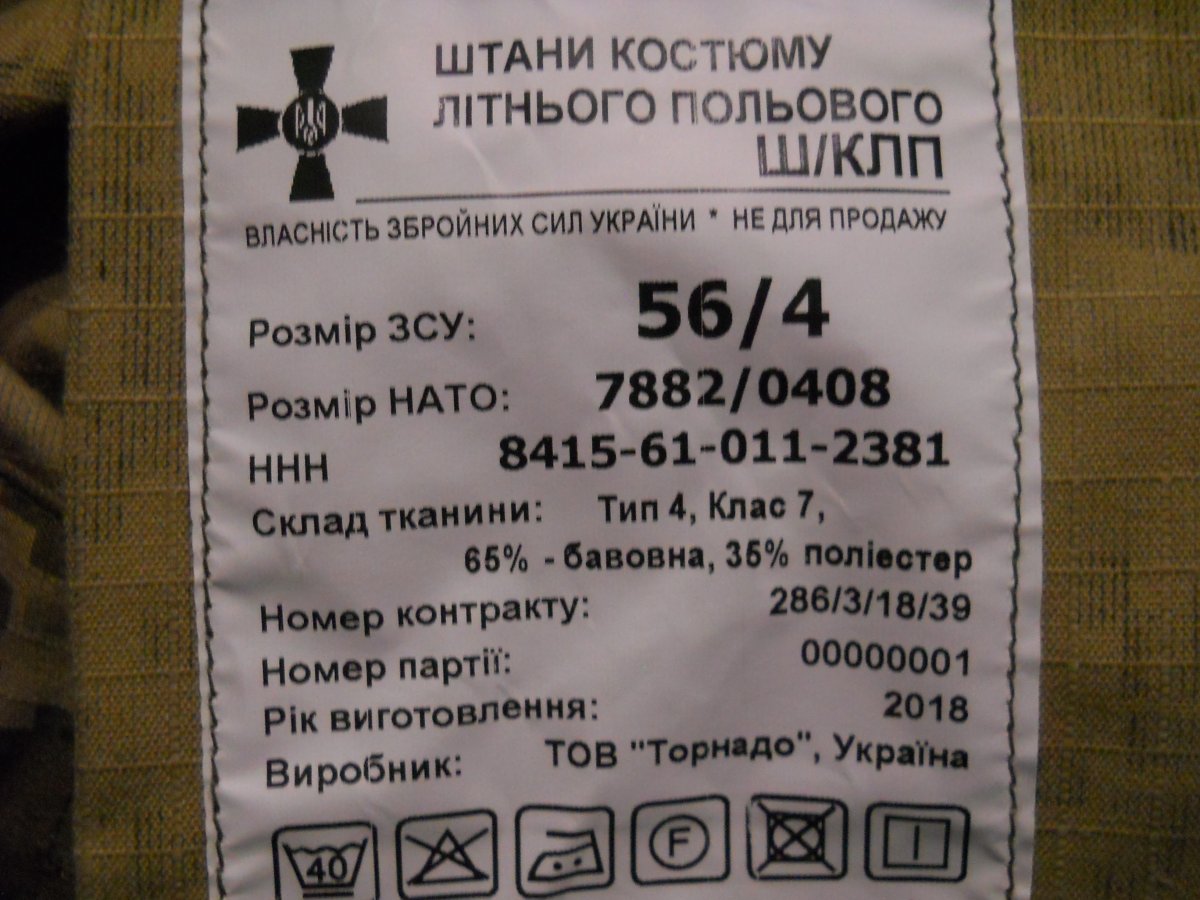 ШТАНИ КОСТЮМУ
ЛІТНЬОГО ПОЛЬОВОГО
Ш/КЛП
ВЛАСНІСТЬ ЗБРОЙНИХ СИЛ УКРАЇНИ * НЕ ДЛЯ ПРОДАЖУ
Розмір ЗСУ: 56/4
Розмір НАТО: 7882/0408
ННН 8415-61-011-2381
Склад тканини: Тип 4, Клас 7,
65% - бавовна, 35% поліестер
Номер контракту: 286/3/18/39
Номер партії: 00000001
Рік виготовлення: 2018
Виробник: ТОВ "Торнадо", Україна
40 F